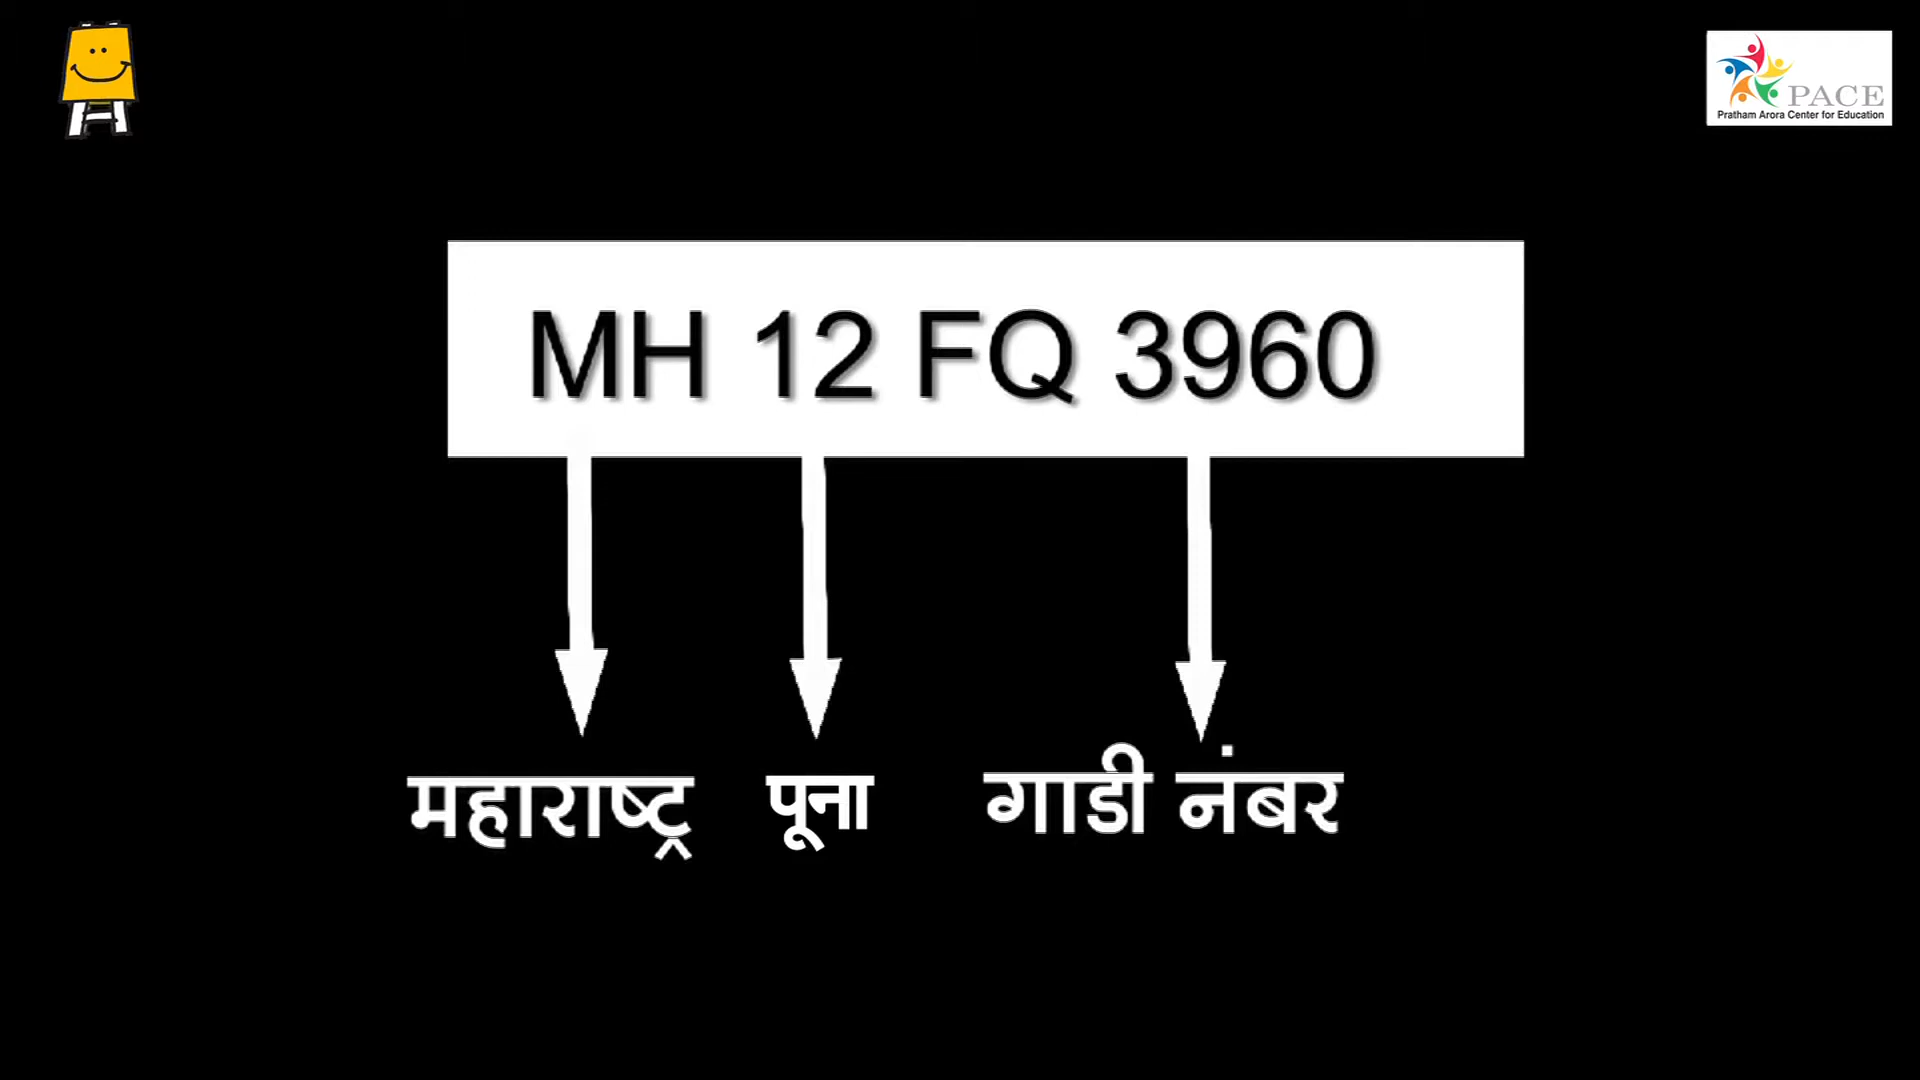 PACE
Pratham Arora Center for Education
MH 12 FQ 3960
महाराष्ट्र पूना गाडी नंबर